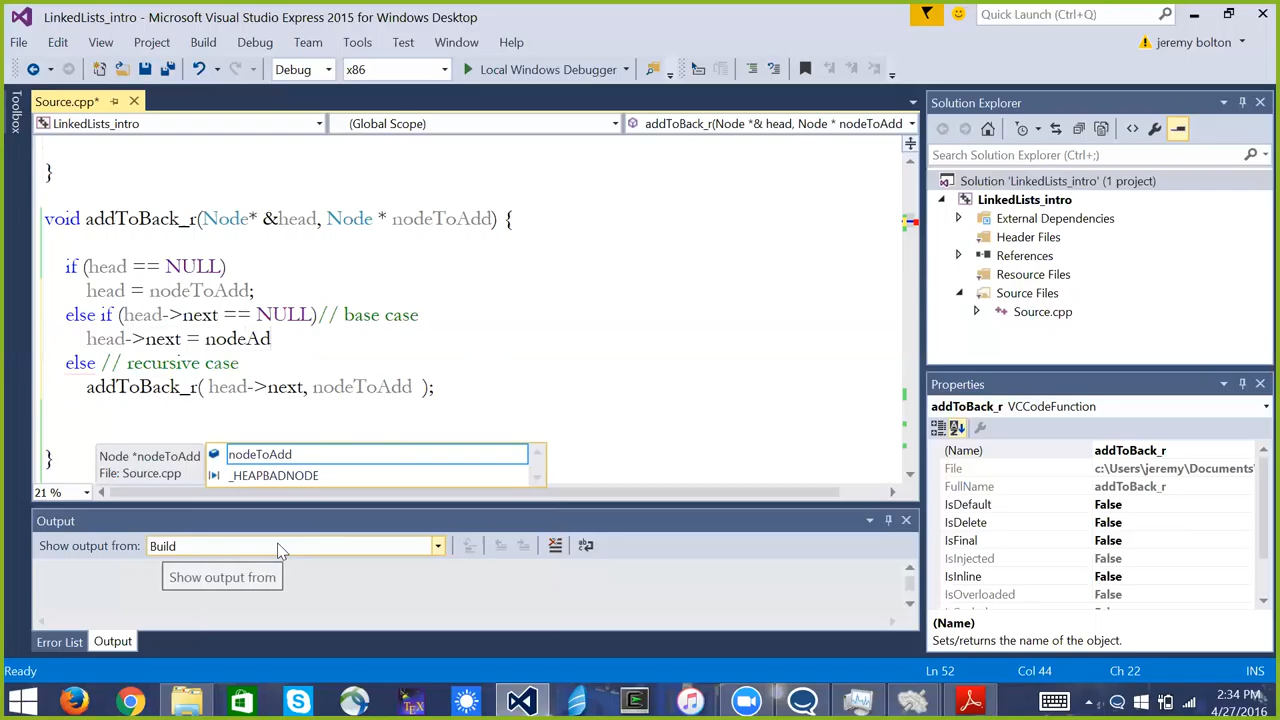 LinkedLists_intro - Microsoft Visual Studio Express 2015 for Windows Desktop
Quick Launch (Ctrl+Q)
File Edit View Project Build Debug Team Tools Test Window Help
jeremy bolton
Debug x86 Local Windows Debugger
Toolbox
Source.cpp*
LinkedLists_intro (Global Scope) addToBack_r(Node *& head, Node * nodeToAdd)
}
void addToBack_r(Node* &head, Node * nodeToAdd) {
if (head == NULL)
head = nodeToAdd;
else if (head->next == NULL)// base case
head->next = nodeAd
else // recursive case
addToBack_r( head->next, nodeToAdd );
}
Node *nodeToAdd
File: Source.cpp
nodeToAdd
_HEAPBADNODE
21 %
Output
Show output from: Build
Show output from
Error List Output
Solution Explorer
Search Solution Explorer (Ctrl+;)
Solution 'LinkedLists_intro' (1 project)
LinkedLists_intro
External Dependencies
Header Files
References
Resource Files
Source Files
Source.cpp
Properties
addToBack_r VCCodeFunction
(Name) addToBack_r
File c:\Users\jeremy\Documents\
FullName addToBack_r
IsDefault False
IsDelete False
IsFinal False
IsInjected False
IsInline False
IsOverloaded False
(Name)
Sets/returns the name of the object.
Ready Ln 52 Col 44 Ch 22 INS
TEX
2:34 PM
4/27/2016